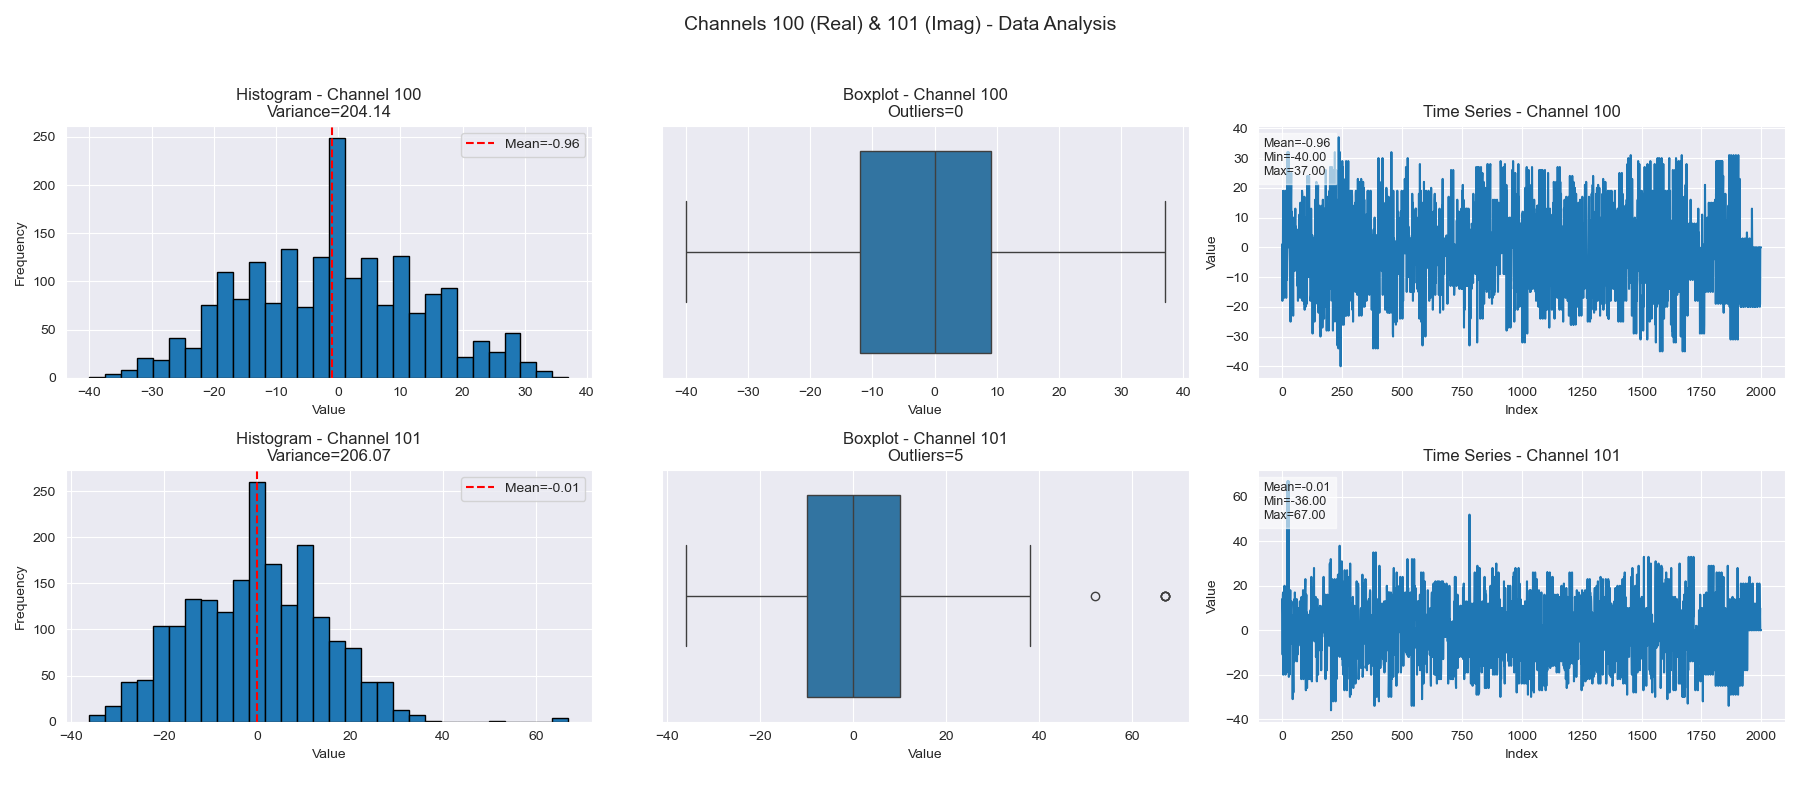 Channels 100 (Real) & 101 (Imag) - Data Analysis
Histogram - Channel 100
Variance=204.14
Mean=-0.96
Frequency
250
200
150
100
50
0
−40 −30 −20 −10 0 10 20 30 40
Value
Boxplot - Channel 100
Outliers=0
−40 −30 −20 −10 0 10 20 30 40
Value
Time Series - Channel 100
Mean=-0.96
Min=-40.00
Max=37.00
Value
40
30
20
10
0
−10
−20
−30
−40
0 250 500 750 1000 1250 1500 1750 2000
Index
Histogram - Channel 101
Variance=206.07
Mean=-0.01
Frequency
250
200
150
100
50
0
−40 −20 0 20 40 60
Value
Boxplot - Channel 101
Outliers=5
−40 −20 0 20 40 60
Value
Time Series - Channel 101
Mean=-0.01
Min=-36.00
Max=67.00
Value
60
40
20
0
−20
−40
0 250 500 750 1000 1250 1500 1750 2000
Index